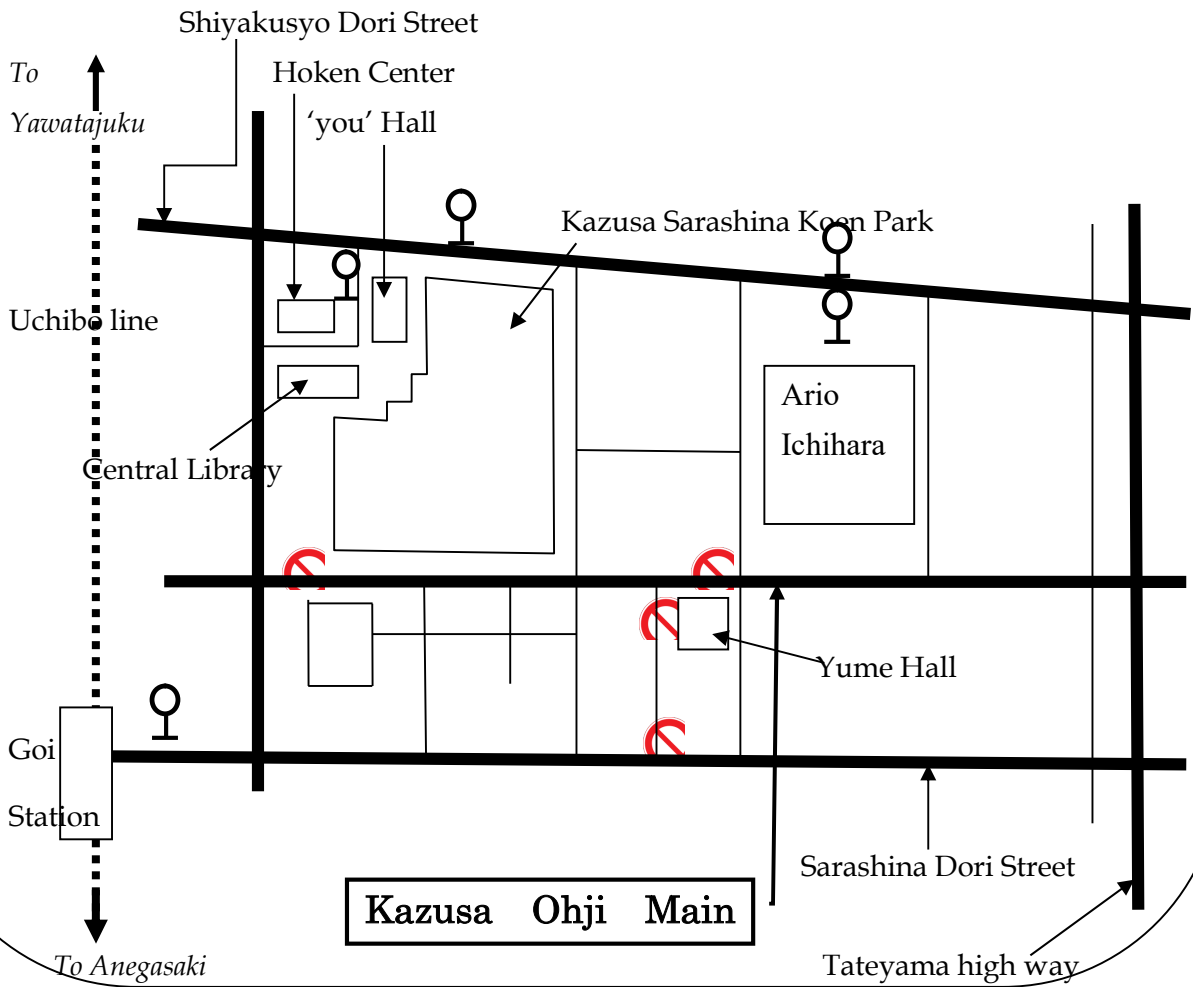 Shiyakusyo Dori Street
To
Yawatajuku
Hoken Center
‘you’ Hall
Kazusa Sarashina Koen Park
Uchibo line
Ario
Ichihara
Central Library
Yume Hall
Goi
Station
Sarashina Dori Street
Kazusa Ohji Main
To Anegasaki
Tateyama high way